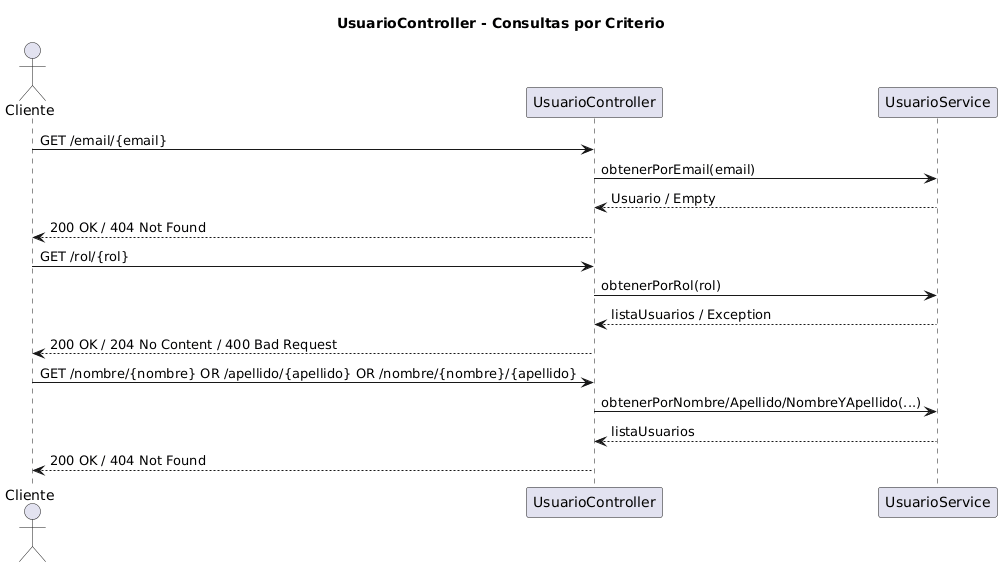 UsuarioController - Consultas por Criterio
Cliente
UsuarioController
UsuarioService
GET /email/{email}
obtenerPorEmail(email)
Usuario / Empty
200 OK / 404 Not Found
GET /rol/{rol}
obtenerPorRol(rol)
listaUsuarios / Exception
200 OK / 204 No Content / 400 Bad Request
GET /nombre/{nombre} OR /apellido/{apellido} OR /nombre/{nombre}/{apellido}
obtenerPorNombre/Apellido/NombreYApellido(...)
listaUsuarios
200 OK / 404 Not Found
Cliente
UsuarioController
UsuarioService